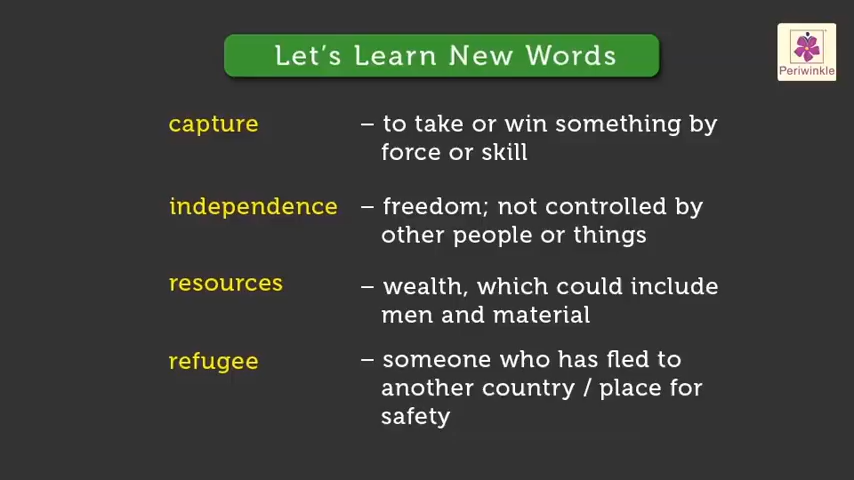 Let's Learn New Words
Periwinkle
capture – to take or win something by
force or skill
independence – freedom; not controlled by
other people or things
resources – wealth, which could include
men and material
refugee – someone who has fled to
another country / place for
safety